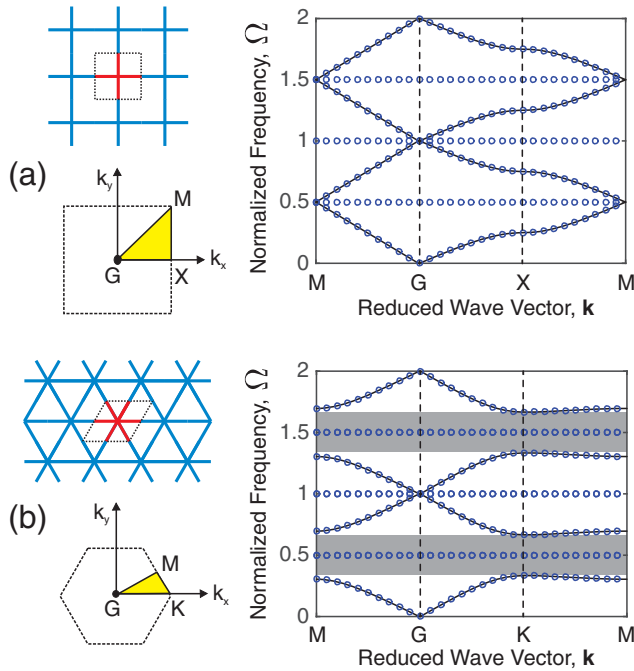 (a)
k_y
M
G
X
k_x
Normalized Frequency, Ω
2
1.5
1
0.5
0
M G X M
Reduced Wave Vector, k
(b)
k_y
M
G
K
k_x
Normalized Frequency, Ω
2
1.5
1
0.5
0
M G K M
Reduced Wave Vector, k